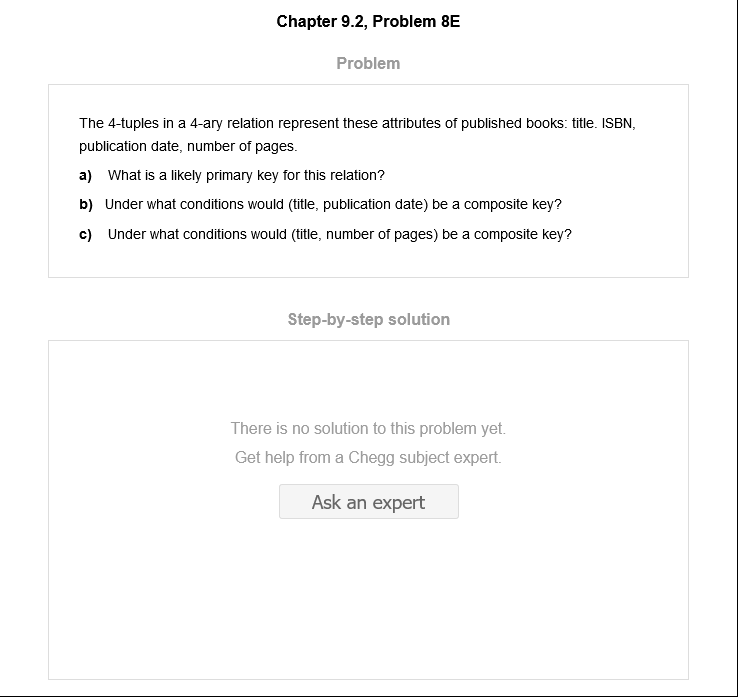 Chapter 9.2, Problem 8E
Problem
The 4-tuples in a 4-ary relation represent these attributes of published books: title. ISBN,
publication date, number of pages.
a) What is a likely primary key for this relation?
b) Under what conditions would (title, publication date) be a composite key?
c) Under what conditions would (title, number of pages) be a composite key?
Step-by-step solution
There is no solution to this problem yet.
Get help from a Chegg subject expert.
Ask an expert